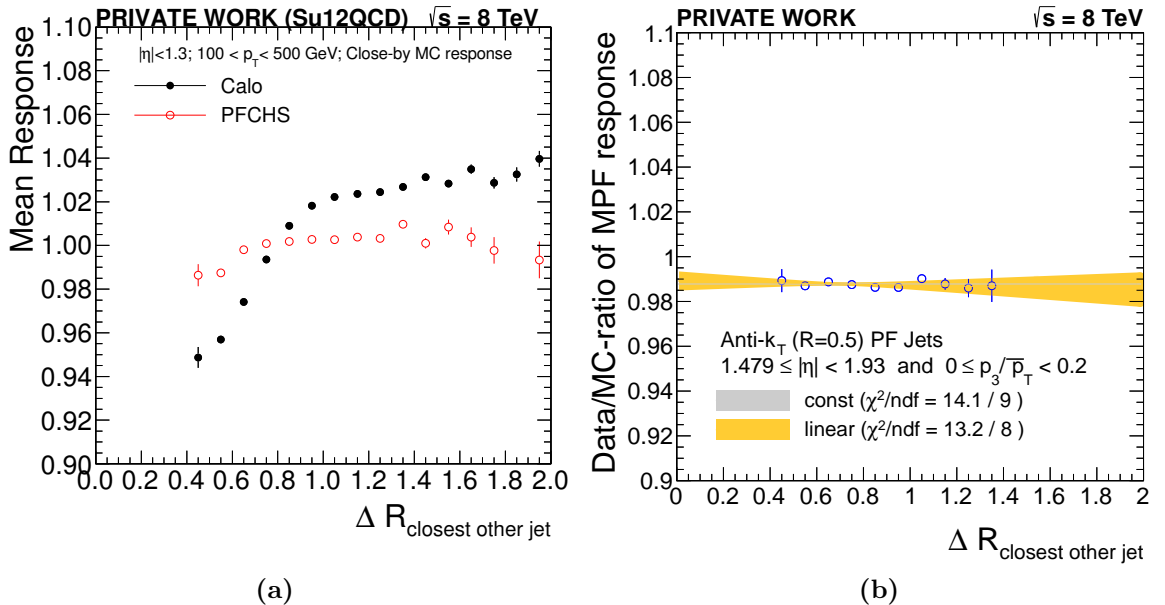 PRIVATE WORK (Su12QCD) √s = 8 TeV
|η|<1.3; 100 < p_T < 500 GeV; Close-by MC response
Calo
PFCHS
Mean Response
1.10
1.08
1.06
1.04
1.02
1.00
0.98
0.96
0.94
0.92
0.90
0.0 0.2 0.4 0.6 0.8 1.0 1.2 1.4 1.6 1.8 2.0
Δ R_closest other jet
(a)
PRIVATE WORK √s = 8 TeV
Data/MC-ratio of MPF response
1.1
1.08
1.06
1.04
1.02
1
0.98
0.96
0.94
0.92
0.9
Anti-k_T (R=0.5) PF Jets
1.479 ≤ |η| < 1.93 and 0 ≤ p_3/p̅_T < 0.2
const (χ²/ndf = 14.1 / 9 )
linear (χ²/ndf = 13.2 / 8 )
0 0.2 0.4 0.6 0.8 1 1.2 1.4 1.6 1.8 2
Δ R_closest other jet
(b)